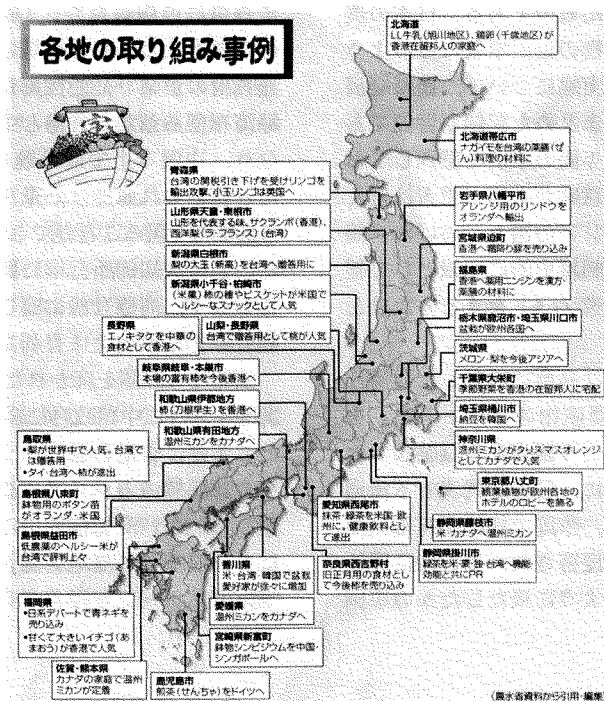 各地の取り組み事例
宝
北海道
LL牛乳(旭川地区)、鶏卵(千歳地区)が
香港在留邦人の家庭へ
北海道帯広市
ナガイモを台湾の薬膳(ぜ
ん)料理の材料に
青森県
台湾の関税引き下げを受けリンゴを
輸出攻撃、小玉リンゴは英国へ
岩手県八幡平市
アレンジ用のリンドウを
オランダへ輸出
山形県天童・東根市
山形を代表する味、サクランボ(香港)、
西洋梨(ラ・フランス)(台湾)
宮城県迫町
香港へ霜降り豚を売り込み
新潟県白根市
梨の大玉(新高)を台湾へ贈答用に
福島県
香港へ薬用ニンジンを漢方・
薬膳の材料に
新潟県小千谷・柏崎市
(米菓)柿の種やビスケットが米国で
ヘルシーなスナックとして人気
栃木県鹿沼市・埼玉県川口市
盆栽が欧州各国へ
長野県
エノキタケを中華の
食材として香港へ
山梨・長野県
台湾で贈答用として桃が人気
茨城県
メロン・梨を今後アジアへ
岐阜県岐阜・本巣市
本場の富有柿を今後香港へ
千葉県大栄町
季節野菜を香港の在留邦人に宅配
和歌山県伊都地方
柿(刀根早生)を香港へ
埼玉県桶川市
納豆を韓国へ
和歌山県有田地方
温州ミカンをカナダへ
神奈川県
温州ミカンがクリスマスオレンジ
としてカナダで人気
鳥取県
•梨が世界中で人気。台湾で
は贈答用
•タイ・台湾へ柿が進出
東京都八丈町
観葉植物が欧州各地の
ホテルのロビーを飾る
島根県八束町
鉢物用のボタン苗
がオランダ・米国
愛知県西尾市
抹茶・緑茶を米国・欧
州に。健康飲料とし
て進出
静岡県藤枝市
米・カナダへ温州ミカン
島根県益田市
低農薬のヘルシー米が
台湾で評判上々
香川県
米・台湾・韓国で盆栽
愛好家が徐々に増加
奈良県西吉野村
旧正月用の食材とし
て今後柿を売り込み
静岡県掛川市
緑茶を米・豪・独・台湾へ機能・
効能と共にPR
福岡県
•日系デパートで青ネギを
売り込み
•甘くて大きいイチゴ(あ
まおう)が香港で人気
愛媛県
温州ミカンをカナダへ
宮崎県新富町
鉢物シンビジウムを中国・
シンガポールへ
佐賀・熊本県
カナダの家庭で温州
ミカンが定着
鹿児島市
煎茶(せんちゃ)をドイツへ
(農水省資料から引用・編集)